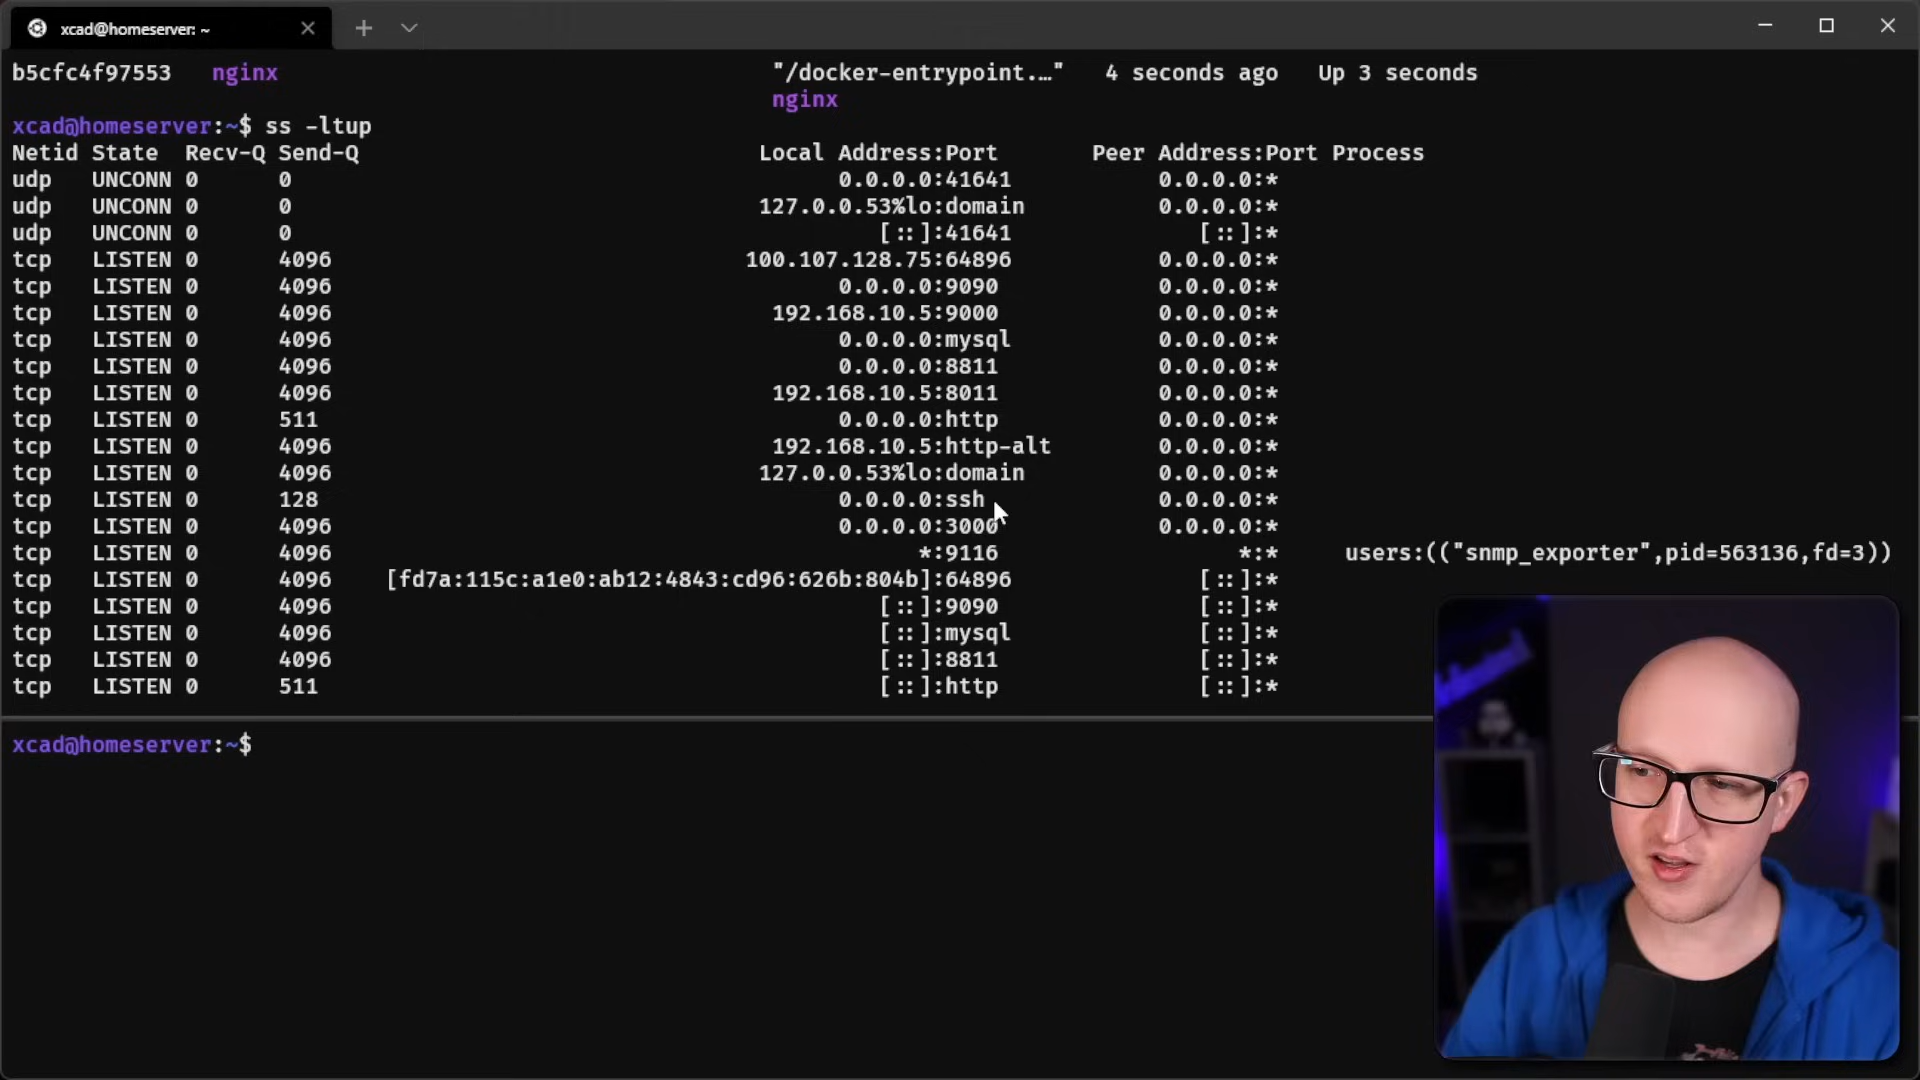 xcad@homeserver: ~
b5cfc4f97553 nginx "/docker-entrypoint.…" 4 seconds ago Up 3 seconds
nginx
xcad@homeserver:~$ ss -ltup
Netid State Recv-Q Send-Q Local Address:Port Peer Address:Port Process
udp UNCONN 0 0 0.0.0.0:41641 0.0.0.0:*
udp UNCONN 0 0 127.0.0.53%lo:domain 0.0.0.0:*
udp UNCONN 0 0 [::]:41641 [::]:*
tcp LISTEN 0 4096 100.107.128.75:64896 0.0.0.0:*
tcp LISTEN 0 4096 0.0.0.0:9090 0.0.0.0:*
tcp LISTEN 0 4096 192.168.10.5:9000 0.0.0.0:*
tcp LISTEN 0 4096 0.0.0.0:mysql 0.0.0.0:*
tcp LISTEN 0 4096 0.0.0.0:8811 0.0.0.0:*
tcp LISTEN 0 4096 192.168.10.5:8011 0.0.0.0:*
tcp LISTEN 0 511 0.0.0.0:http 0.0.0.0:*
tcp LISTEN 0 4096 192.168.10.5:http-alt 0.0.0.0:*
tcp LISTEN 0 4096 127.0.0.53%lo:domain 0.0.0.0:*
tcp LISTEN 0 128 0.0.0.0:ssh 0.0.0.0:*
tcp LISTEN 0 4096 0.0.0.0:3000 0.0.0.0:*
tcp LISTEN 0 4096 *:9116 *:* users:(("snmp_exporter",pid=563136,fd=3))
tcp LISTEN 0 4096 [fd7a:115c:a1e0:ab12:4843:cd96:626b:804b]:64896 [::]:*
tcp LISTEN 0 4096 [::]:9090 [::]:*
tcp LISTEN 0 4096 [::]:mysql [::]:*
tcp LISTEN 0 4096 [::]:8811 [::]:*
tcp LISTEN 0 511 [::]:http [::]:*
xcad@homeserver:~$